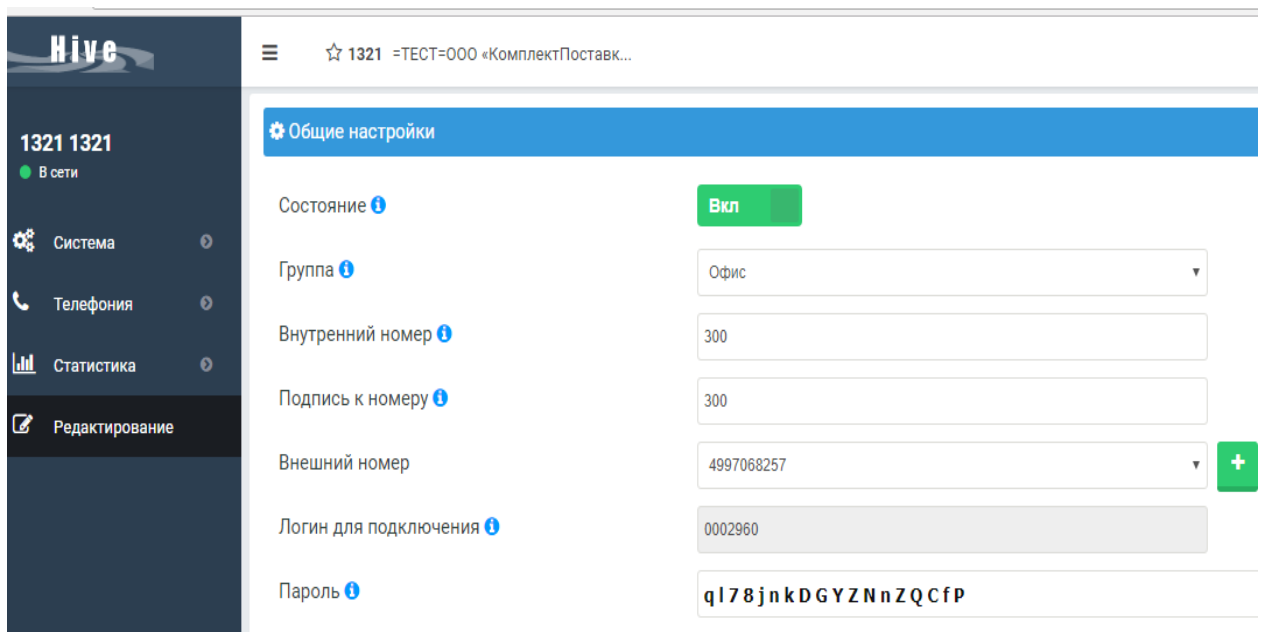 Hive
1321 =ТЕСТ=ООО «КомплектПоставк...
1321 1321
В сети
Система
Телефония
Статистика
Редактирование
Общие настройки
Состояние Вкл
Группа Офис
Внутренний номер 300
Подпись к номеру 300
Внешний номер 4997068257 +
Логин для подключения 0002960
Пароль ql78jnkDGYZNnZQCfP